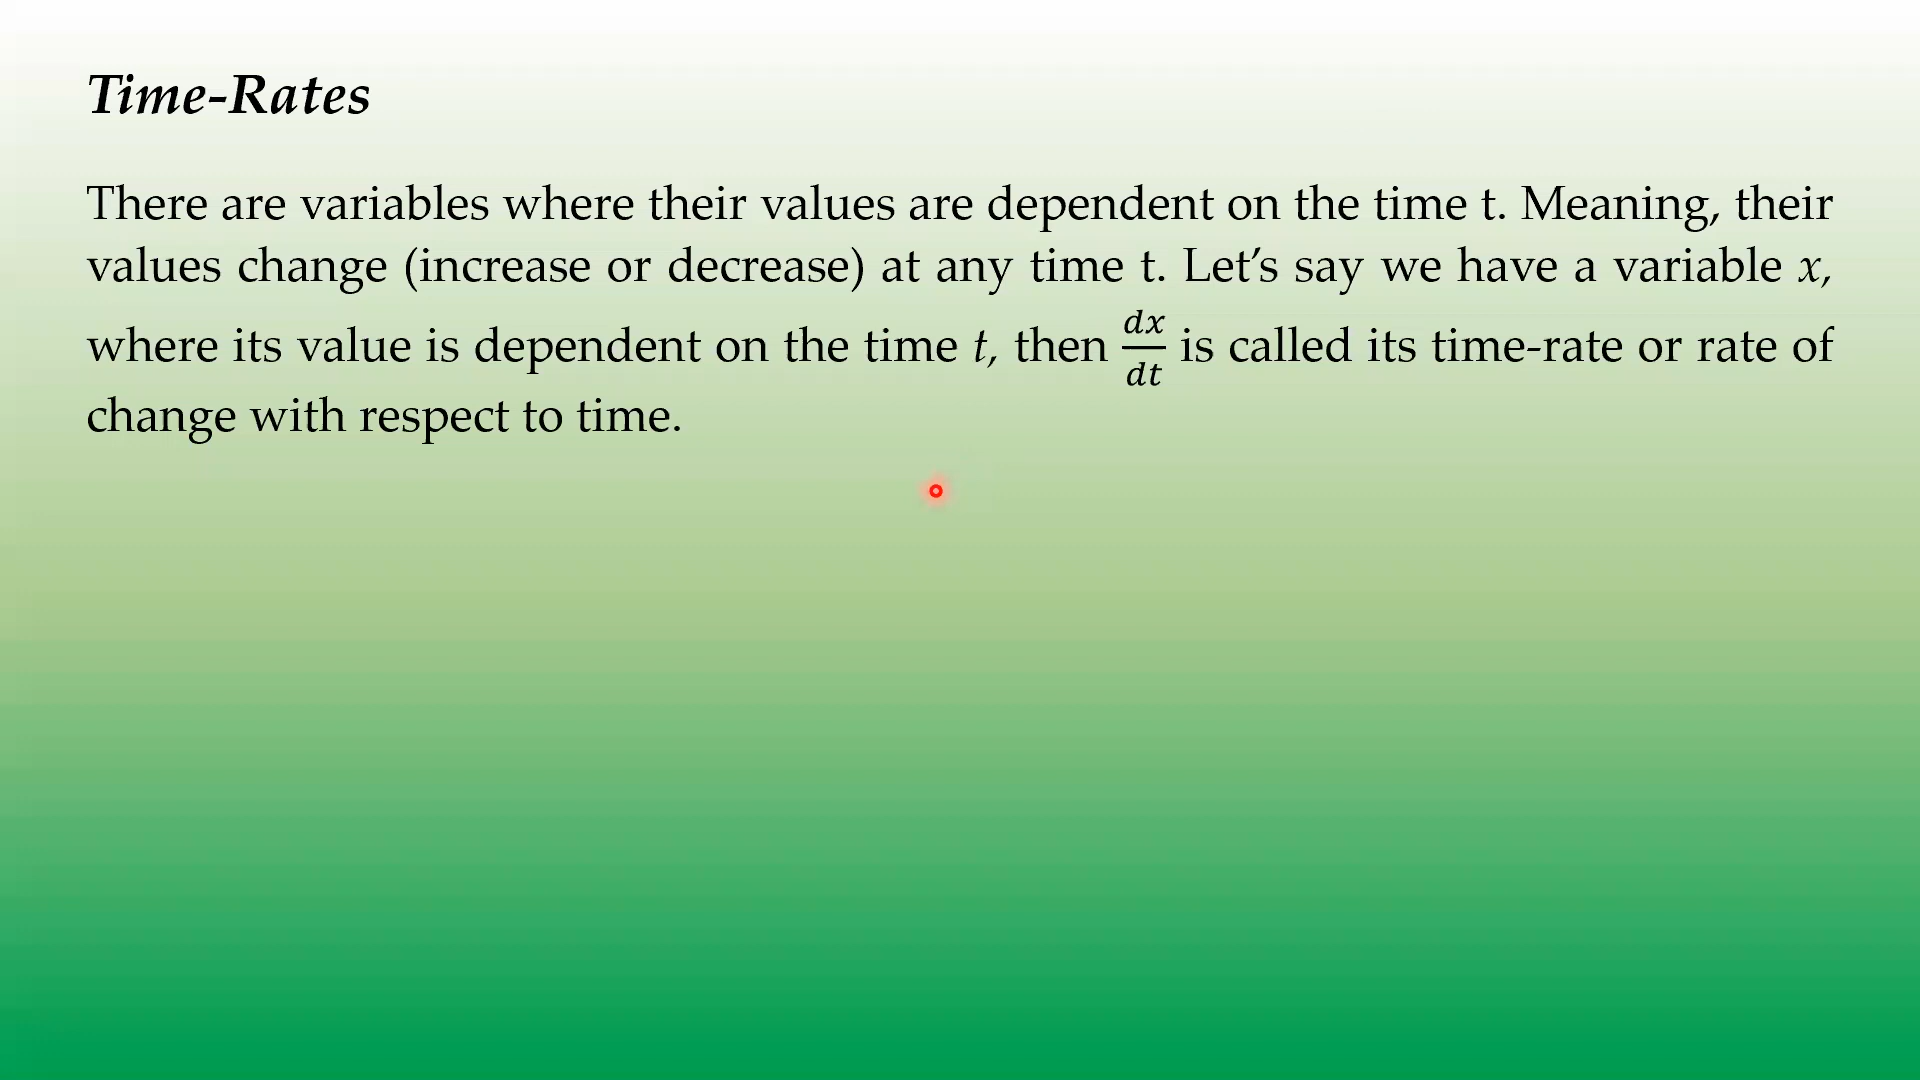 Time-Rates
There are variables where their values are dependent on the time t. Meaning, their
values change (increase or decrease) at any time t. Let’s say we have a variable x,
where its value is dependent on the time t, then dx/dt is called its time-rate or rate of
change with respect to time.